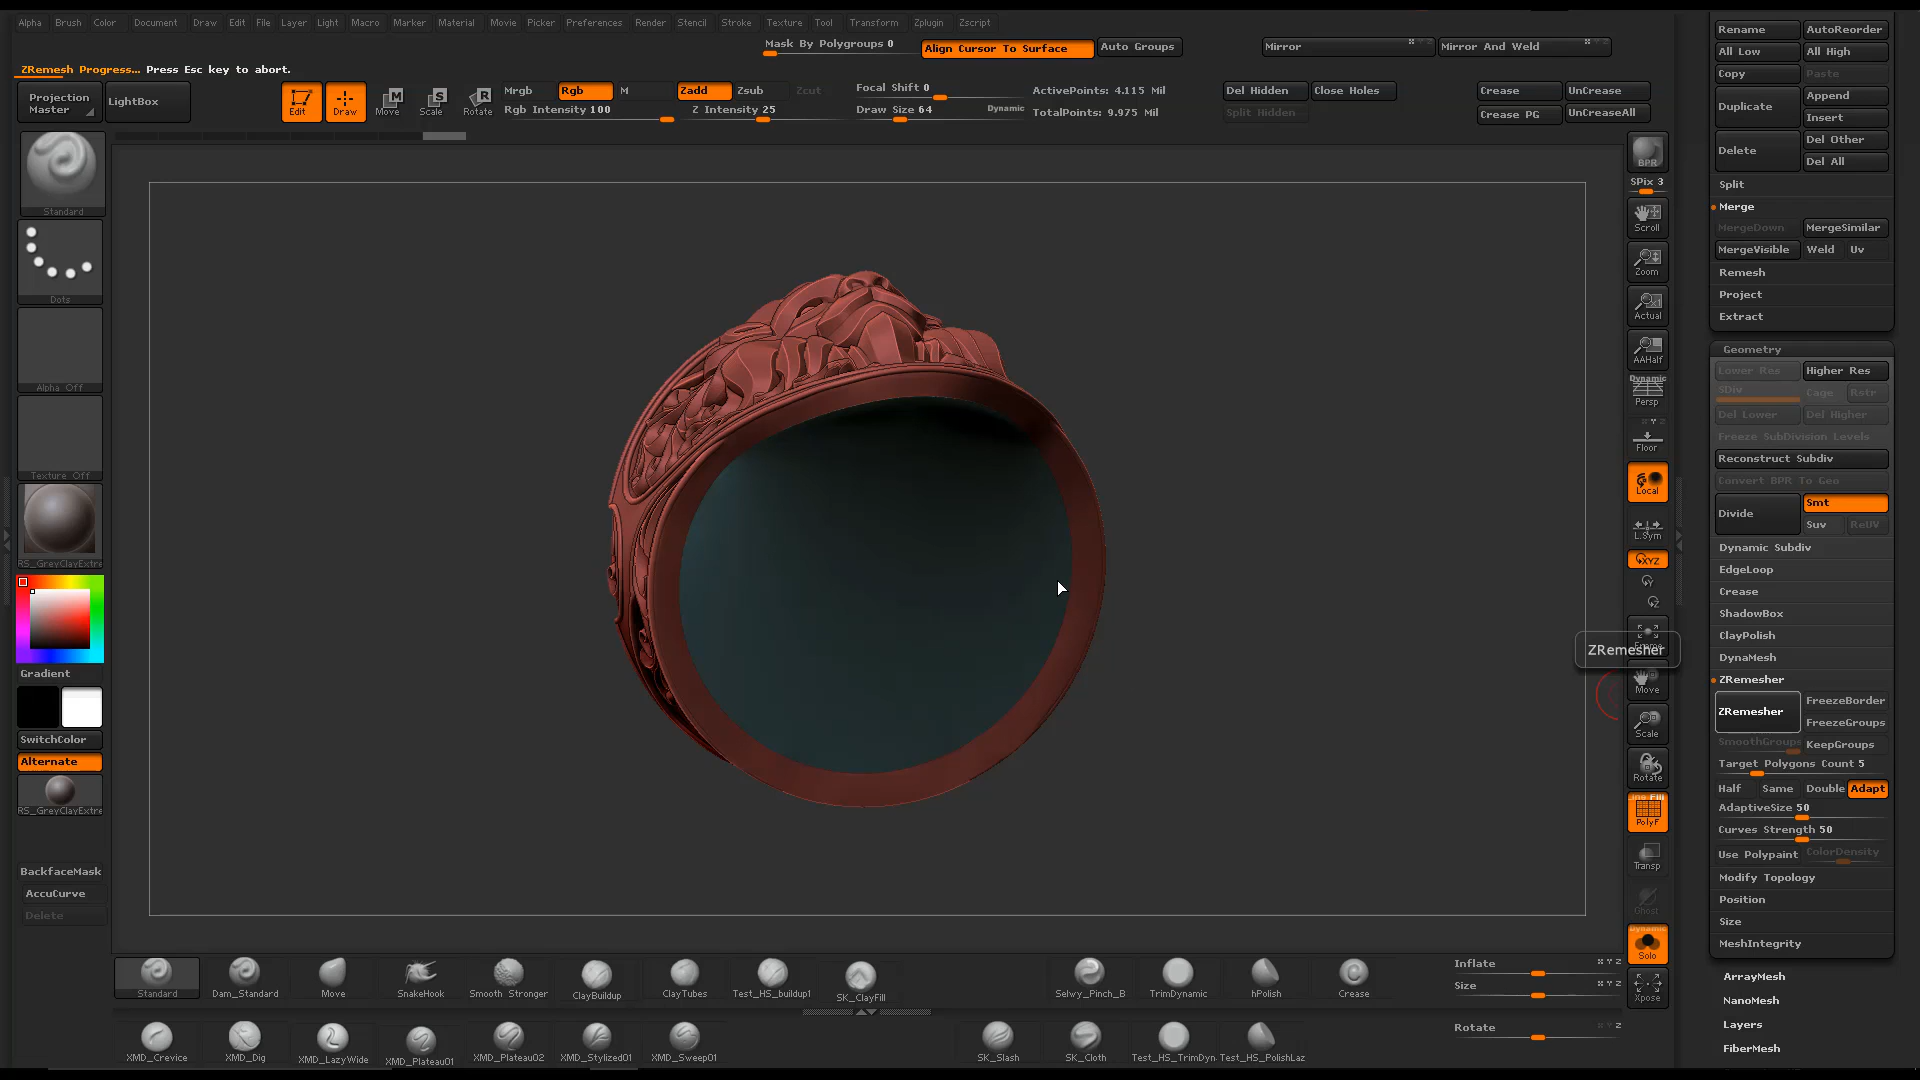 Alpha Brush Color Document Draw Edit File Layer Light Macro Marker Material Movie Picker Preferences Render Stencil Stroke Texture Tool Transform Zplugin Zscript
Mask By Polygroups 0
Align Cursor To Surface
Auto Groups
Mirror
Mirror And Weld
ZRemesh Progress... Press Esc key to abort.
Projection Master
LightBox
Edit
Draw
Move
Scale
Rotate
Mrgb
Rgb
M
Rgb Intensity 100
Zadd
Zsub
Zcut
Z Intensity 25
Focal Shift 0
Draw Size 64
Dynamic
ActivePoints: 4.115 Mil
TotalPoints: 9.975 Mil
Del Hidden
Close Holes
Split Hidden
Crease
UnCrease
Crease PG
UnCreaseAll
Standard
Dots
Alpha Off
Texture Off
RS_GreyClayExtre
Gradient
SwitchColor
Alternate
RS_GreyClayExtre
BackfaceMask
AccuCurve
Delete
BPR
SPix 3
Scroll
Zoom
Actual
AAHalf
Dynamic
Persp
Floor
Local
L.Sym
XYZ
Y
Z
Frame
ZRemesher
Move
Scale
Rotate
Line Fill
PolyF
Transp
Ghost
Dynamic
Solo
Xpose
Rename
AutoReorder
All Low
All High
Copy
Paste
Duplicate
Append
Insert
Delete
Del Other
Del All
Split
Merge
MergeDown
MergeSimilar
MergeVisible
Weld
Uv
Remesh
Project
Extract
Geometry
Lower Res
Higher Res
SDiv
Cage
Rstr
Del Lower
Del Higher
Freeze SubDivision Levels
Reconstruct Subdiv
Convert BPR To Geo
Divide
Smt
Suv
ReUV
Dynamic Subdiv
EdgeLoop
Crease
ShadowBox
ClayPolish
DynaMesh
ZRemesher
ZRemesher
FreezeBorder
FreezeGroups
SmoothGroups
KeepGroups
Target Polygons Count 5
Half
Same
Double
Adapt
AdaptiveSize 50
Curves Strength 50
Use Polypaint
ColorDensity
Modify Topology
Position
Size
MeshIntegrity
ArrayMesh
NanoMesh
Layers
FiberMesh
Standard
Dam_Standard
Move
SnakeHook
Smooth Stronger
ClayBuildup
ClayTubes
Test_HS_buildup1
SK_ClayFill
Selwy_Pinch_B
TrimDynamic
hPolish
Crease
Inflate
X Y Z
Size
X Y Z
XMD_Crevice
XMD_Dig
XMD_LazyWide
XMD_Plateau01
XMD_Plateau02
XMD_Stylized01
XMD_Sweep01
SK_Slash
SK_Cloth
Test_HS_TrimDyn
Test_HS_PolishLaz
Rotate